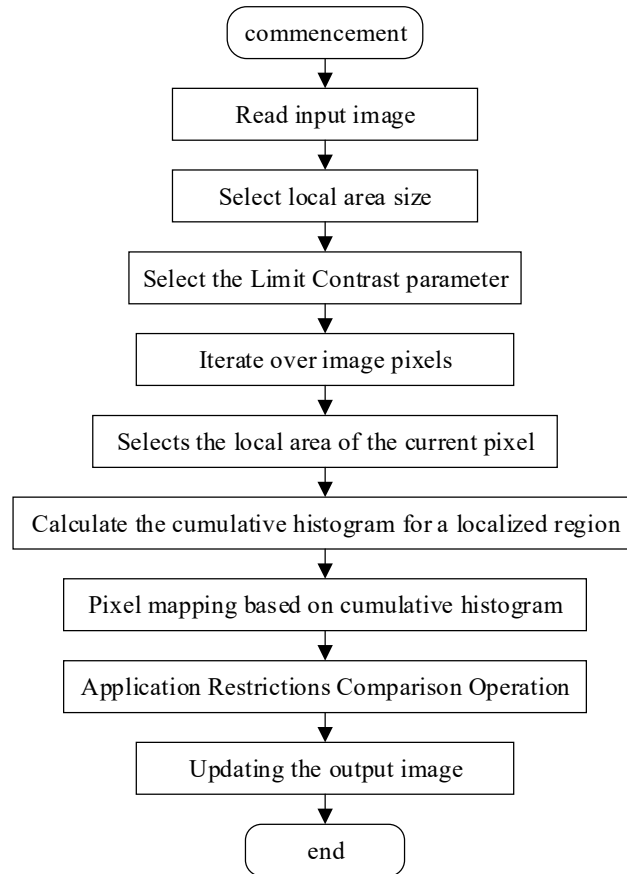 commencement
Read input image
Select local area size
Select the Limit Contrast parameter
Iterate over image pixels
Selects the local area of the current pixel
Calculate the cumulative histogram for a localized region
Pixel mapping based on cumulative histogram
Application Restrictions Comparison Operation
Updating the output image
end